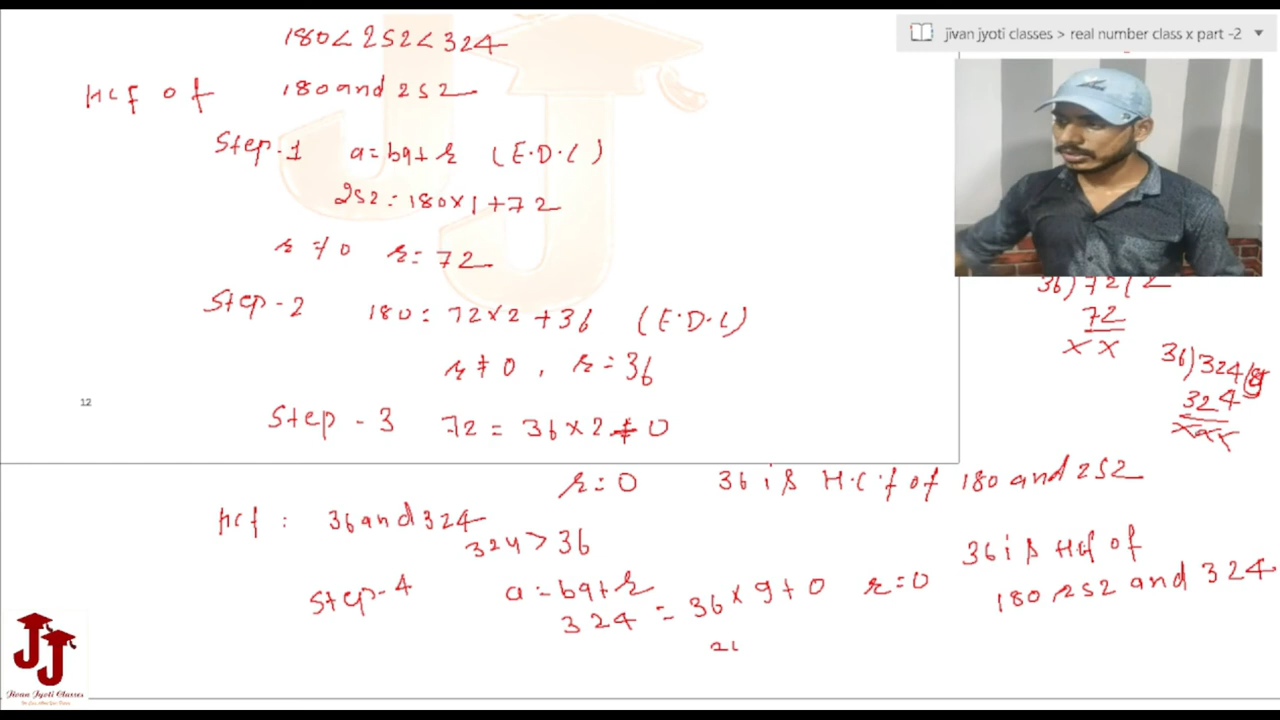 180 < 252 < 324
jivan jyoti classes > real number class x part -2
HCF of 180 and 252
Step-1 a = bq + r (E.D.L)
252 = 180 × 1 + 72
r ≠ 0 r = 72
Step-2 180 = 72 × 2 + 36 (E.D.L)
r ≠ 0, r = 36
Step-3 72 = 36 × 2 + 0
r = 0 36 is H.C.f of 180 and 252
36)72(2
72
××
36)324(9
324
×××
12
Hcf : 36 and 324
324 > 36
Step-4 a = bq + r
324 = 36 × 9 + 0 r = 0
36 is Hcf of
180, 252 and 324
JJ
Jivan Jyoti Classes